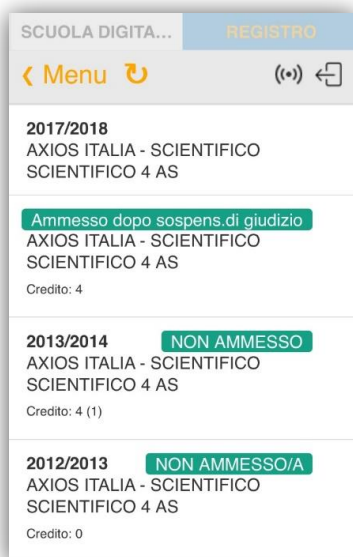 SCUOLA DIGITA... REGISTRO
Menu
2017/2018
AXIOS ITALIA - SCIENTIFICO
SCIENTIFICO 4 AS
Ammesso dopo sospens.di giudizio
AXIOS ITALIA - SCIENTIFICO
SCIENTIFICO 4 AS
Credito: 4
2013/2014 NON AMMESSO
AXIOS ITALIA - SCIENTIFICO
SCIENTIFICO 4 AS
Credito: 4 (1)
2012/2013 NON AMMESSO/A
AXIOS ITALIA - SCIENTIFICO
SCIENTIFICO 4 AS
Credito: 0